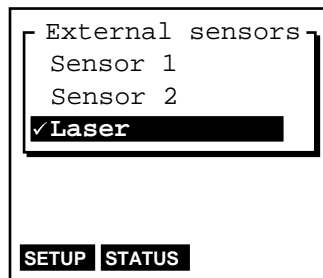 External sensors
Sensor 1
Sensor 2
✓Laser
SETUP STATUS